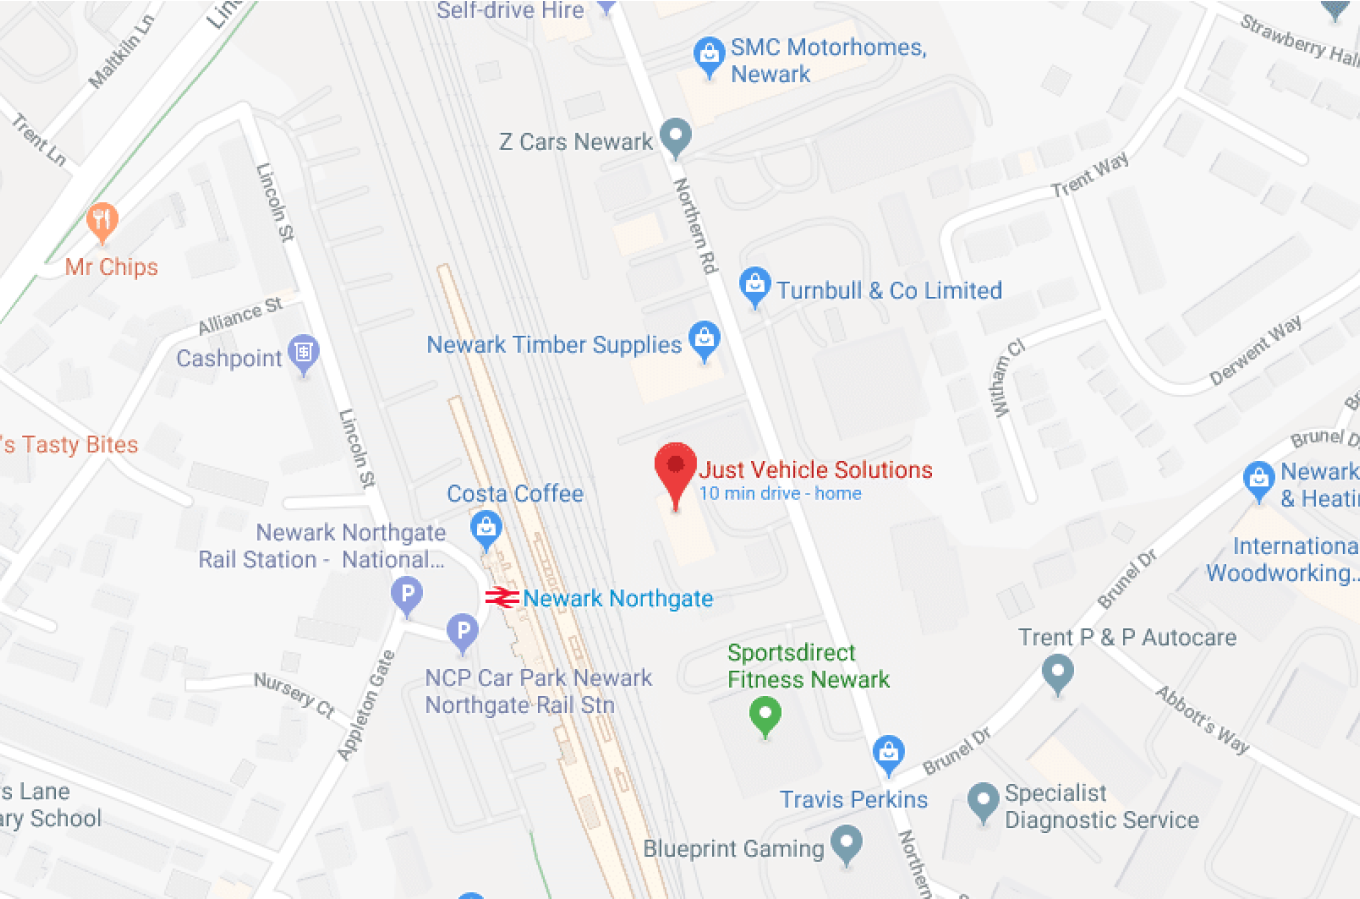 Self-drive Hire
Linc
Maltkiln Ln
SMC Motorhomes,
Newark
Strawberry Hall
Trent Ln
Z Cars Newark
Trent Way
Lincoln St
Northern Rd
Mr Chips
Turnbull & Co Limited
Alliance St
Newark Timber Supplies
Cashpoint
Witham Cl
Derwent Way
's Tasty Bites
Lincoln St
Brunel D
Just Vehicle Solutions
10 min drive - home
Newark
& Heati
Costa Coffee
Newark Northgate
Rail Station - National...
Internationa
Woodworking...
P
Newark Northgate
Brunel Dr
P
Trent P & P Autocare
Sportsdirect
Fitness Newark
NCP Car Park Newark
Northgate Rail Stn
Nursery Ct
Appleton Gate
Abbott's Way
Brunel Dr
s Lane
ary School
Travis Perkins
Specialist
Diagnostic Service
Blueprint Gaming
Northern